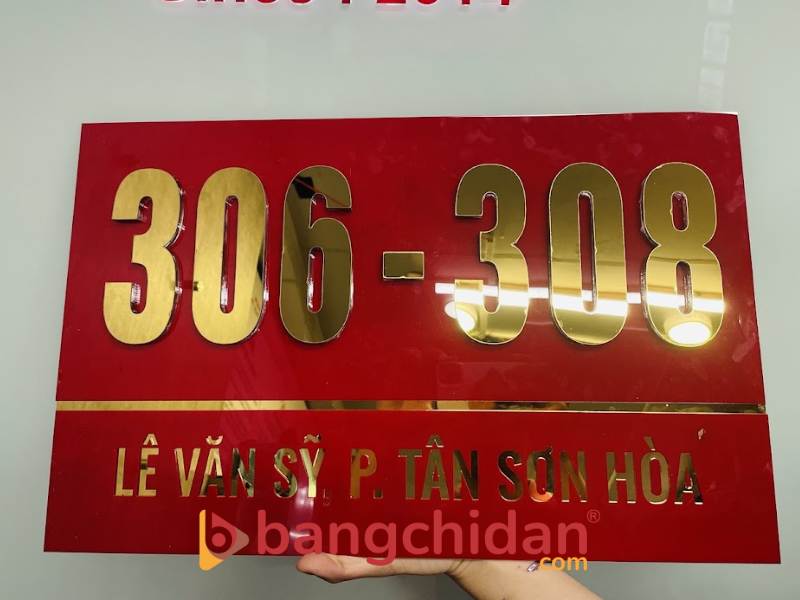 306 - 308
LÊ VĂN SỸ, P. TÂN SƠN HÒA
bangchidan®
.com